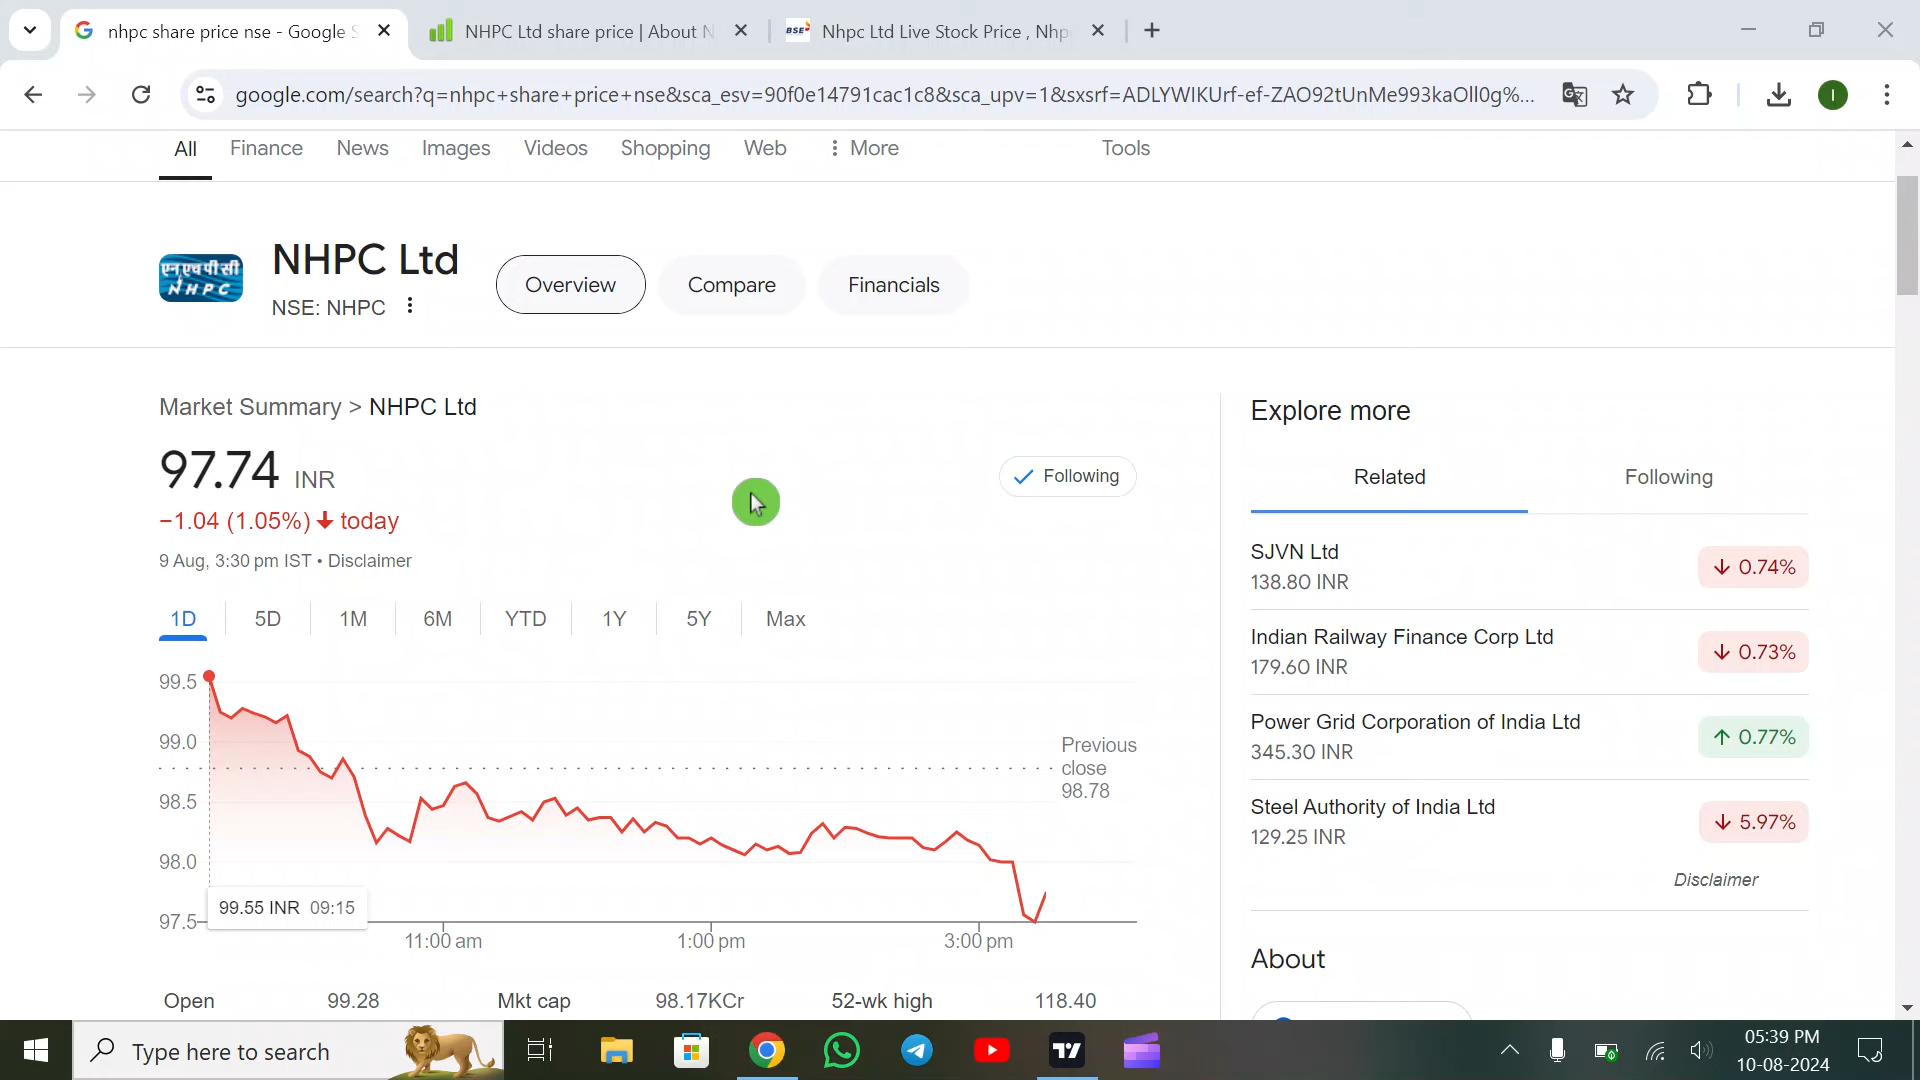 nhpc share price nse - Google S
NHPC Ltd share price | About N
BSE
Nhpc Ltd Live Stock Price , Nhp
google.com/search?q=nhpc+share+price+nse&sca_esv=90f0e14791cac1c8&sca_upv=1&sxsrf=ADLYWIKUrf-ef-ZAO92tUnMe993kaOll0g%...
I
All Finance News Images Videos Shopping Web More Tools
एन एच पी सी
NHPC
NHPC Ltd
NSE: NHPC
Overview Compare Financials
Market Summary > NHPC Ltd
97.74 INR
Following
−1.04 (1.05%) today
9 Aug, 3:30 pm IST • Disclaimer
1D 5D 1M 6M YTD 1Y 5Y Max
99.5
99.0
98.5
98.0
97.5
Previous
close
98.78
99.55 INR 09:15
11:00 am 1:00 pm 3:00 pm
Open 99.28 Mkt cap 98.17KCr 52-wk high 118.40
Explore more
Related Following
SJVN Ltd
138.80 INR
0.74%
Indian Railway Finance Corp Ltd
179.60 INR
0.73%
Power Grid Corporation of India Ltd
345.30 INR
0.77%
Steel Authority of India Ltd
129.25 INR
5.97%
Disclaimer
About
Type here to search
05:39 PM
10-08-2024